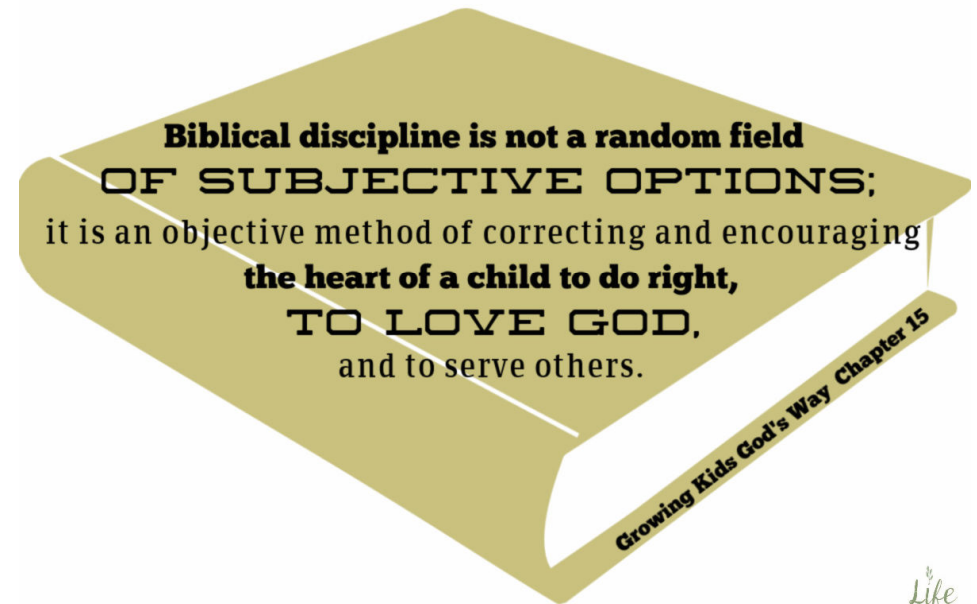 Biblical discipline is not a random field
OF SUBJECTIVE OPTIONS;
it is an objective method of correcting and encouraging
the heart of a child to do right,
TO LOVE GOD,
and to serve others.
Growing Kids God's Way Chapter 15
Life